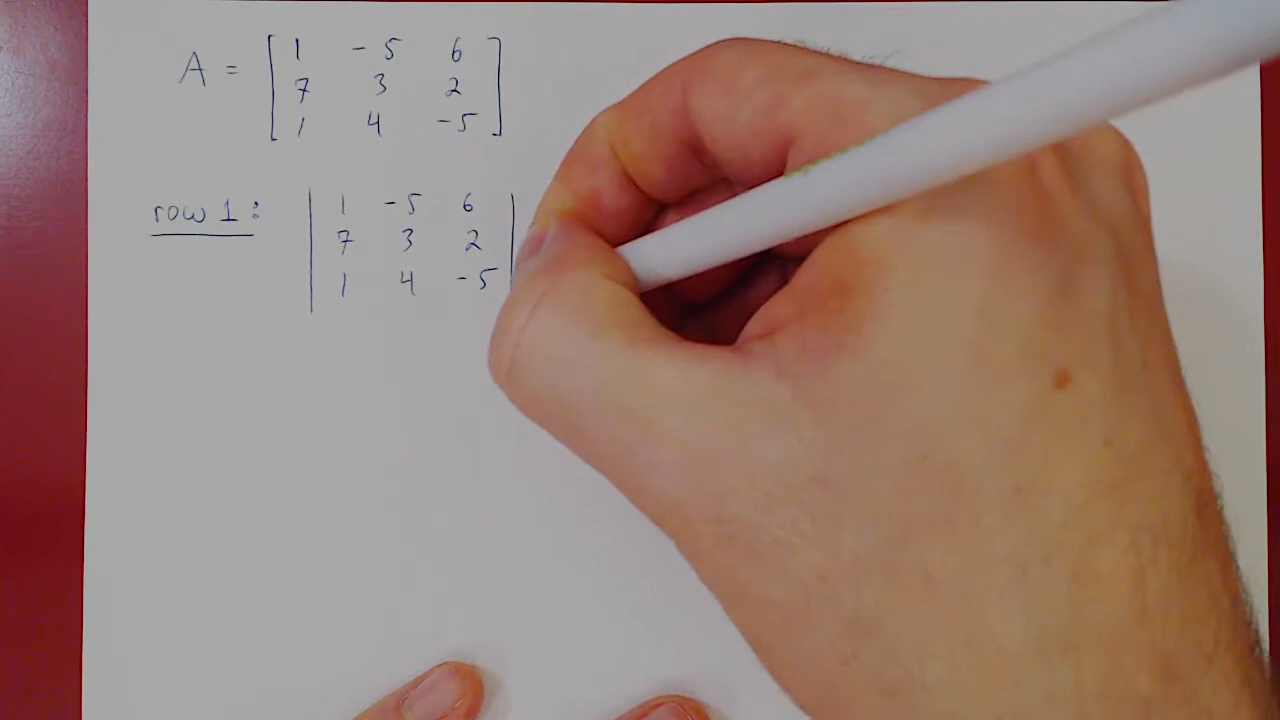 A = [ 1 - 5 6
7 3 2
1 4 -5 ]
row 1: | 1 - 5 6
7 3 2
1 4 - 5 |